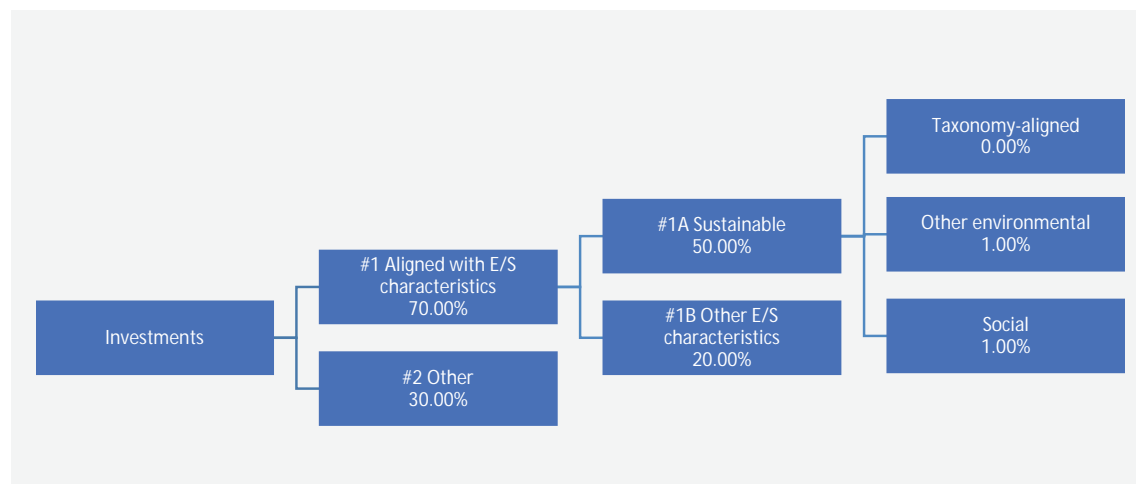 Investments
#1 Aligned with E/S
characteristics
70.00%
#2 Other
30.00%
#1A Sustainable
50.00%
#1B Other E/S
characteristics
20.00%
Taxonomy-aligned
0.00%
Other environmental
1.00%
Social
1.00%